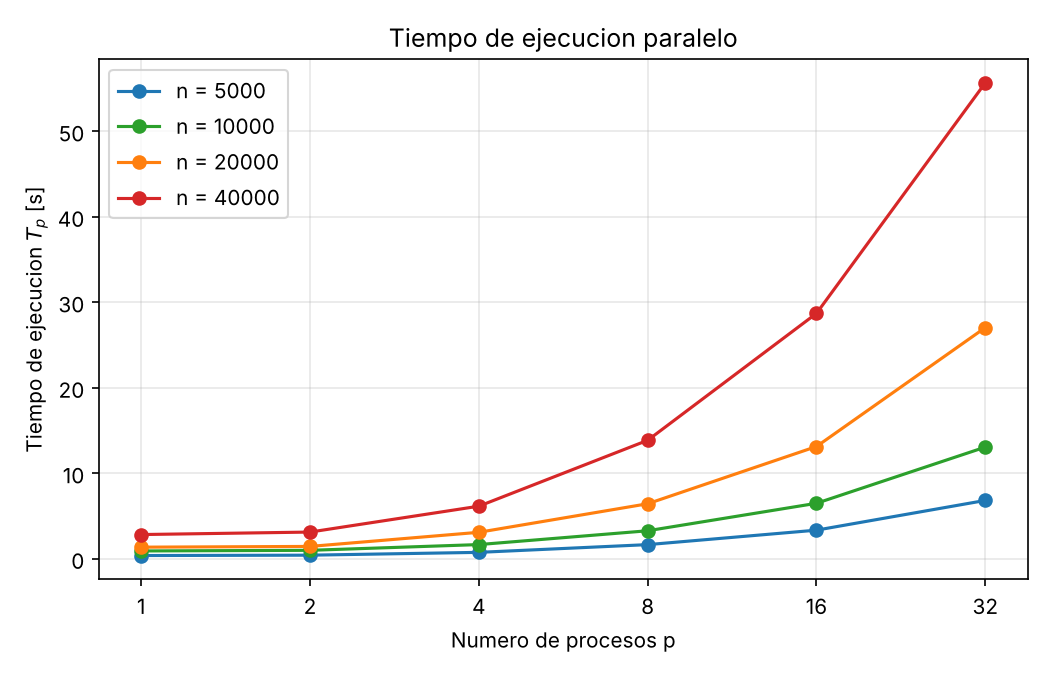 Tiempo de ejecucion paralelo
n = 5000
n = 10000
n = 20000
n = 40000
Tiempo de ejecucion Tₚ [s]
50
40
30
20
10
0
1 2 4 8 16 32
Numero de procesos p